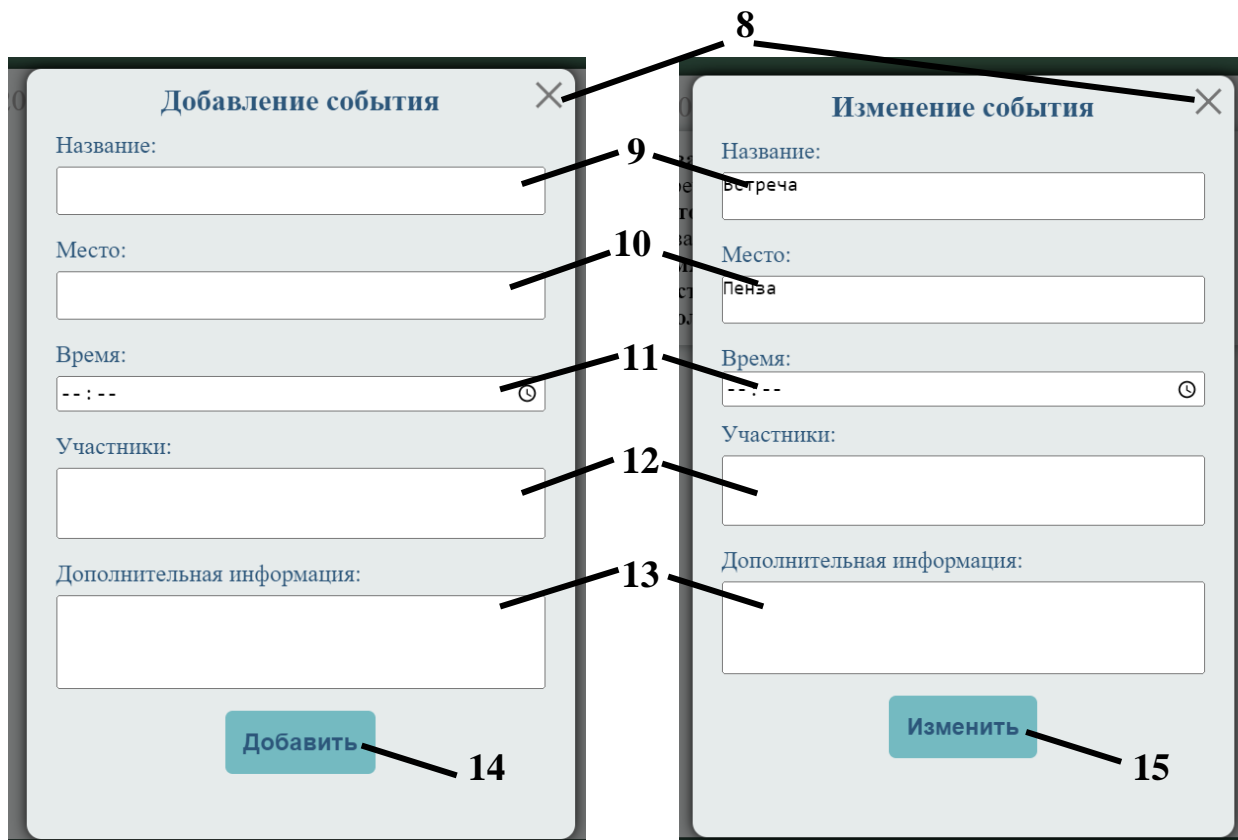 8
Добавление события
Название:
Место:
Время:
--:--
Участники:
Дополнительная информация:
Добавить
9
10
11
12
13
14
Изменение события
Название:
Встреча
Место:
Пенза
Время:
--:--
Участники:
Дополнительная информация:
Изменить
15